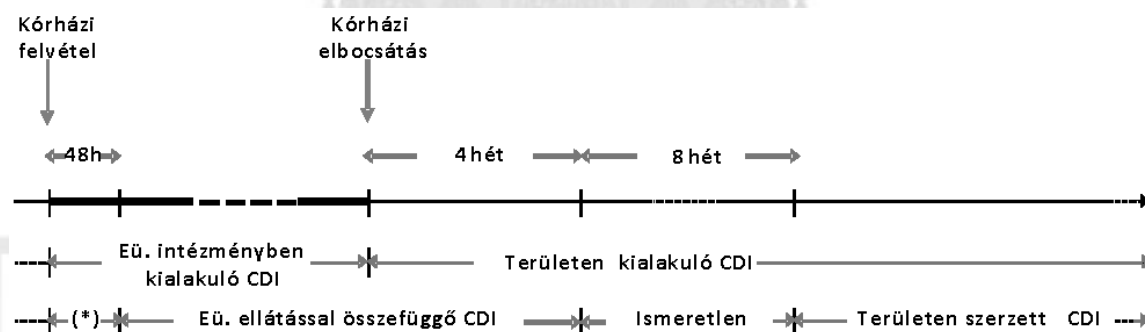 Kórházi
felvétel
Kórházi
elbocsátás
48h
4 hét
8 hét
Eü. intézményben
kialakuló CDI
Területen kialakuló CDI
(*)
Eü. ellátással összefüggő CDI
Ismeretlen
Területen szerzett CDI